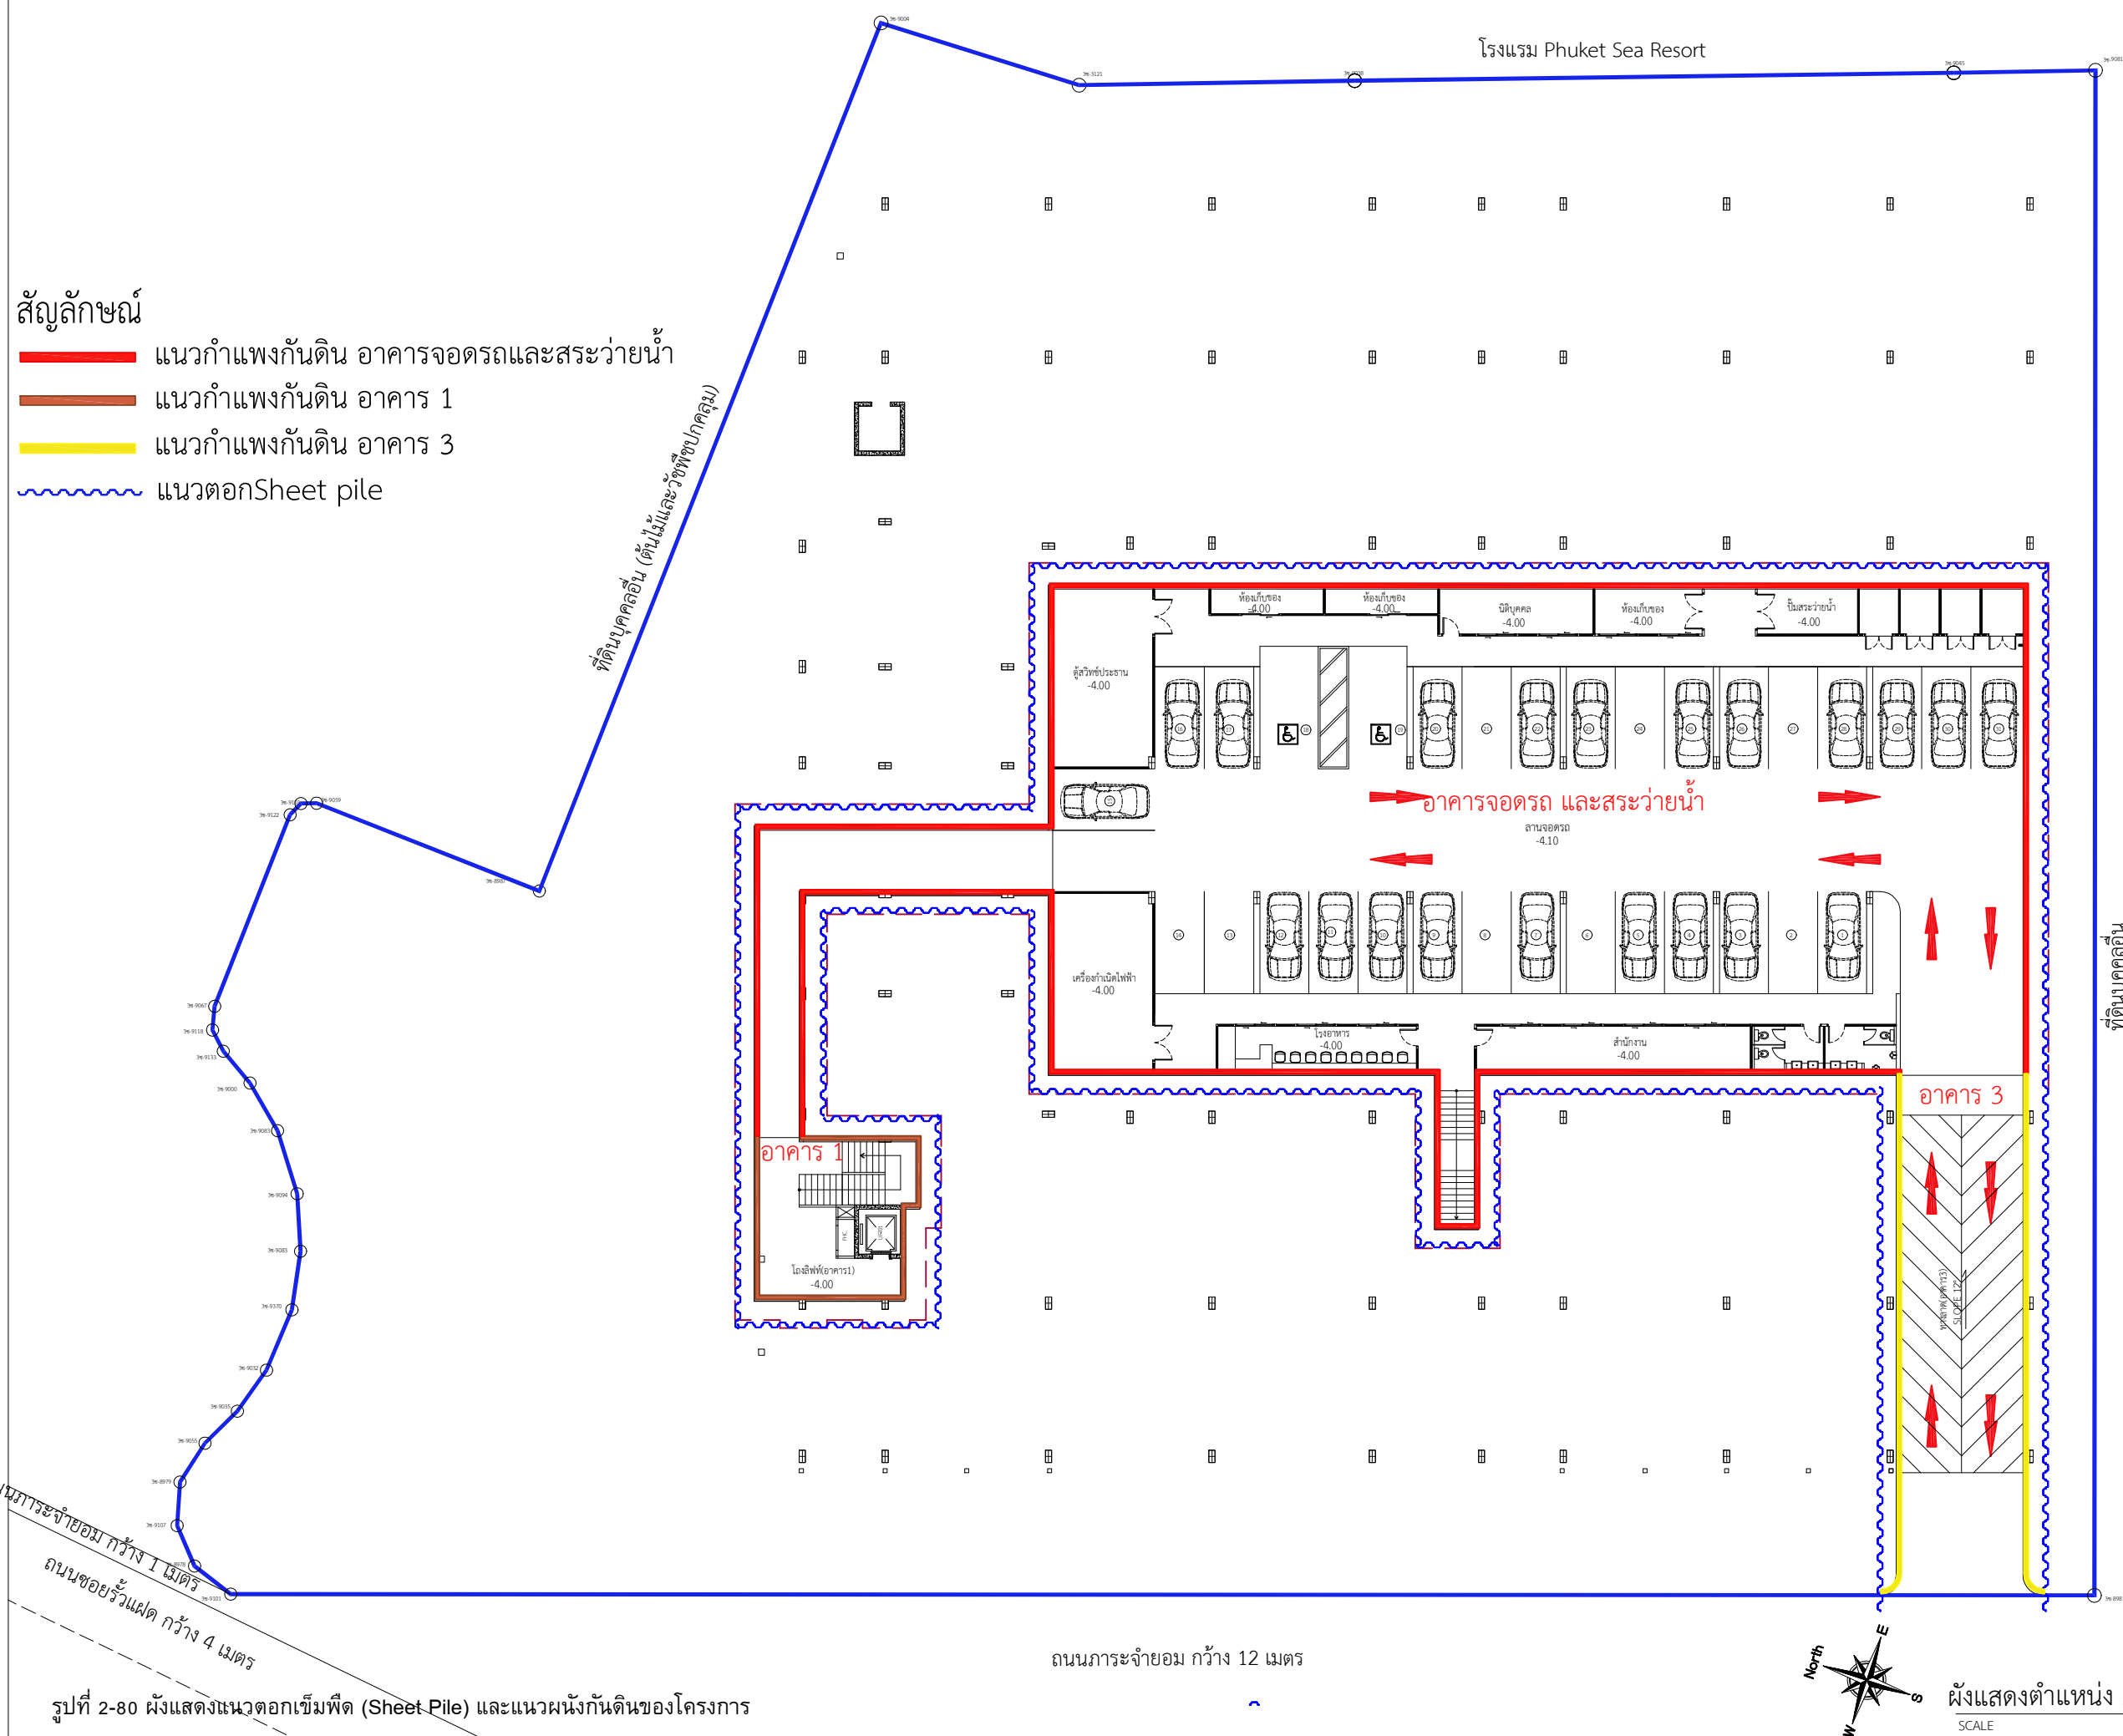 โรงแรม Phuket Sea Resort
สัญลักษณ์
แนวกำแพงกันดิน อาคารจอดรถและสระว่ายน้ำ
แนวกำแพงกันดิน อาคาร 1
แนวกำแพงกันดิน อาคาร 3
แนวตอกSheet pile
ที่ดินบุคคลอื่น (ต้นไม้และวัชพืชปกคลุม)
ห้องเก็บของ
-4.00
ห้องเก็บของ
-4.00
นิติบุคคล
-4.00
ห้องเก็บของ
-4.00
ปั๊มสระว่ายน้ำ
-4.00
ตู้สวิทช์ประธาน
-4.00
อาคารจอดรถ และสระว่ายน้ำ
ลานจอดรถ
-4.10
เครื่องกำเนิดไฟฟ้า
-4.00
โรงอาหาร
-4.00
สำนักงาน
-4.00
ที่ดินบุคคลอื่น
อาคาร 3
อาคาร 1
โถงลิฟท์(อาคาร1)
-4.00
ทางลาด(อาคาร3)
SLOPE 12°
กว้าง 1 เมตร
ถนนซอยรั้วแฝด กว้าง 4 เมตร
ถนนภาระจำยอม กว้าง 12 เมตร
North
E
S
W
รูปที่ 2-80 ผังแสดงแนวตอกเข็มพืด (Sheet Pile) และแนวผนังกันดินของโครงการ
ผังแสดงตำแหน่ง
SCALE